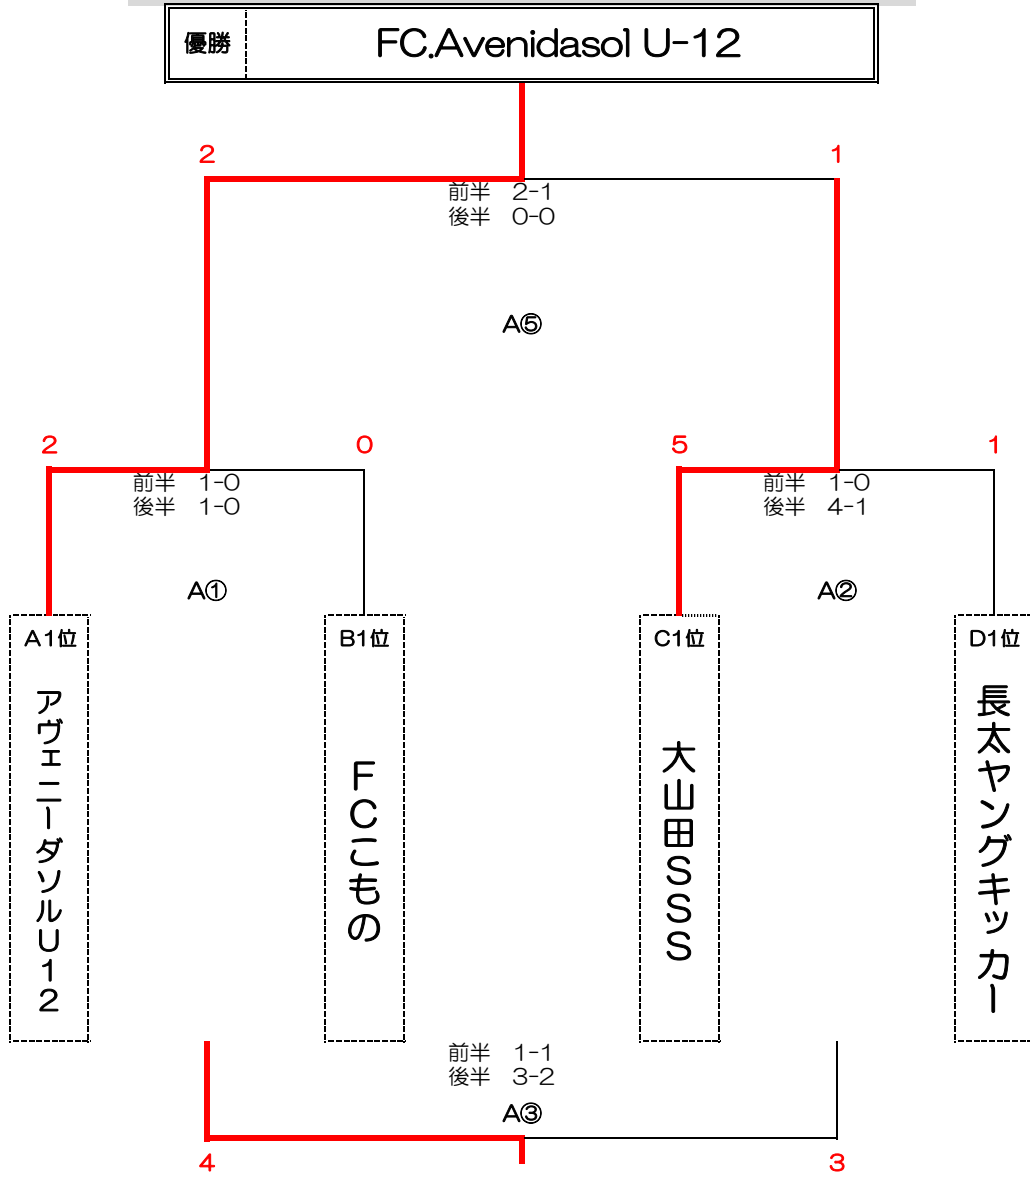 優勝 FC.Avenidasol U-12
2 1
前半 2-1
後半 0-0
A⑤
2 0 5 1
前半 1-0 前半 1-0
後半 1-0 後半 4-1
A① A②
A1位 B1位 C1位 D1位
アヴェニーダソルU12
FCこもの
大山田SSS
長太ヤングキッカー
前半 1-1
後半 3-2
A③
4 3